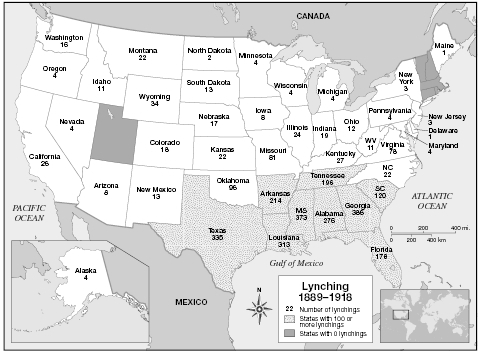 CANADA
Washington
16
Montana
22
North Dakota
2
Minnesota
4
Maine
1
Oregon
4
Idaho
11
South Dakota
13
Wisconsin
4
Michigan
4
New
York
3
Wyoming
34
Nebraska
17
Iowa
8
Pennsylvania
4
New Jersey
3
Delaware
1
Maryland
4
Nevada
4
Illinois
24
Indiana
19
Ohio
12
WV
11
Virginia
78
Colorado
18
Kansas
22
Missouri
81
Kentucky
27
California
26
NC
22
Tennessee
196
Arizona
8
New Mexico
13
Oklahoma
96
Arkansas
214
SC
120
MS
373
Alabama
276
Georgia
386
Texas
335
Louisiana
313
Florida
178
PACIFIC
OCEAN
ATLANTIC
OCEAN
0 200 400 mi.
0 200 400 km
Gulf of Mexico
Alaska
4
MEXICO
N
Lynching
1889–1918
22 Number of lynchings
States with 100 or
more lynchings
States with 0 lynchings